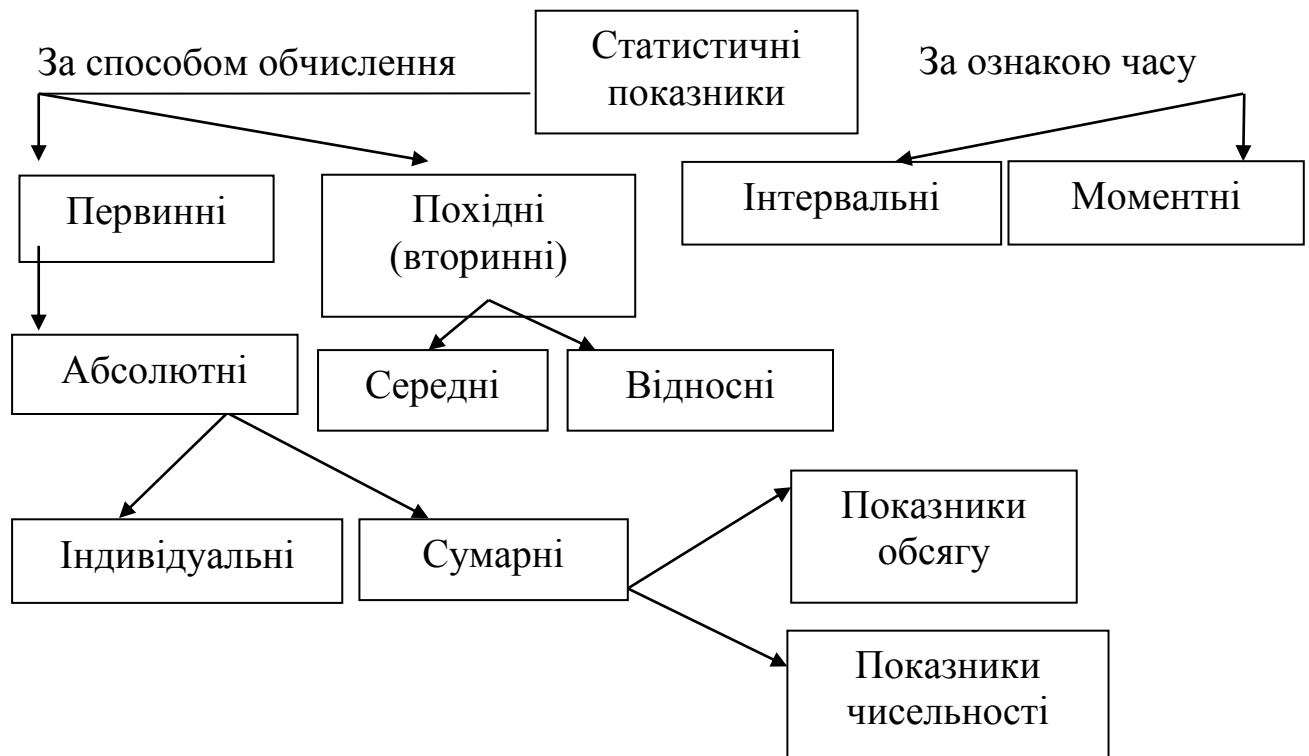 За способом обчислення
Статистичні
показники
За ознакою часу
Первинні
Похідні
(вторинні)
Інтервальні
Моментні
Абсолютні
Середні
Відносні
Індивідуальні
Сумарні
Показники
обсягу
Показники
чисельності